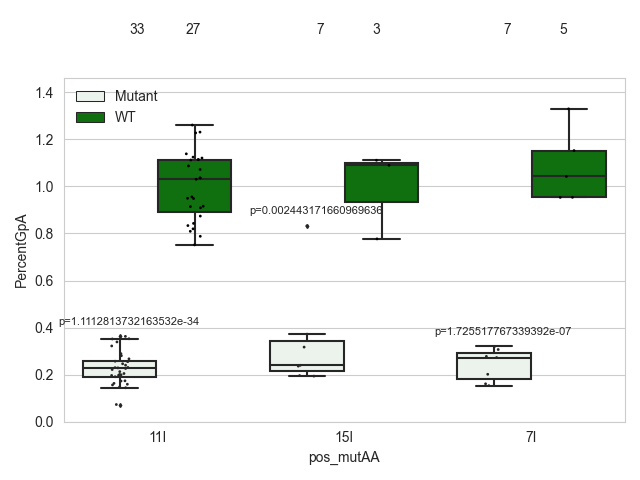 33 27 7 3 7 5
1.4
Mutant
WT
1.2
1.0
p=0.002443171660969636
0.8
PercentGpA
0.6
0.4
p=1.1112813732163532e-34
p=1.725517767339392e-07
0.2
0.0
11I 15I 7I
pos_mutAA